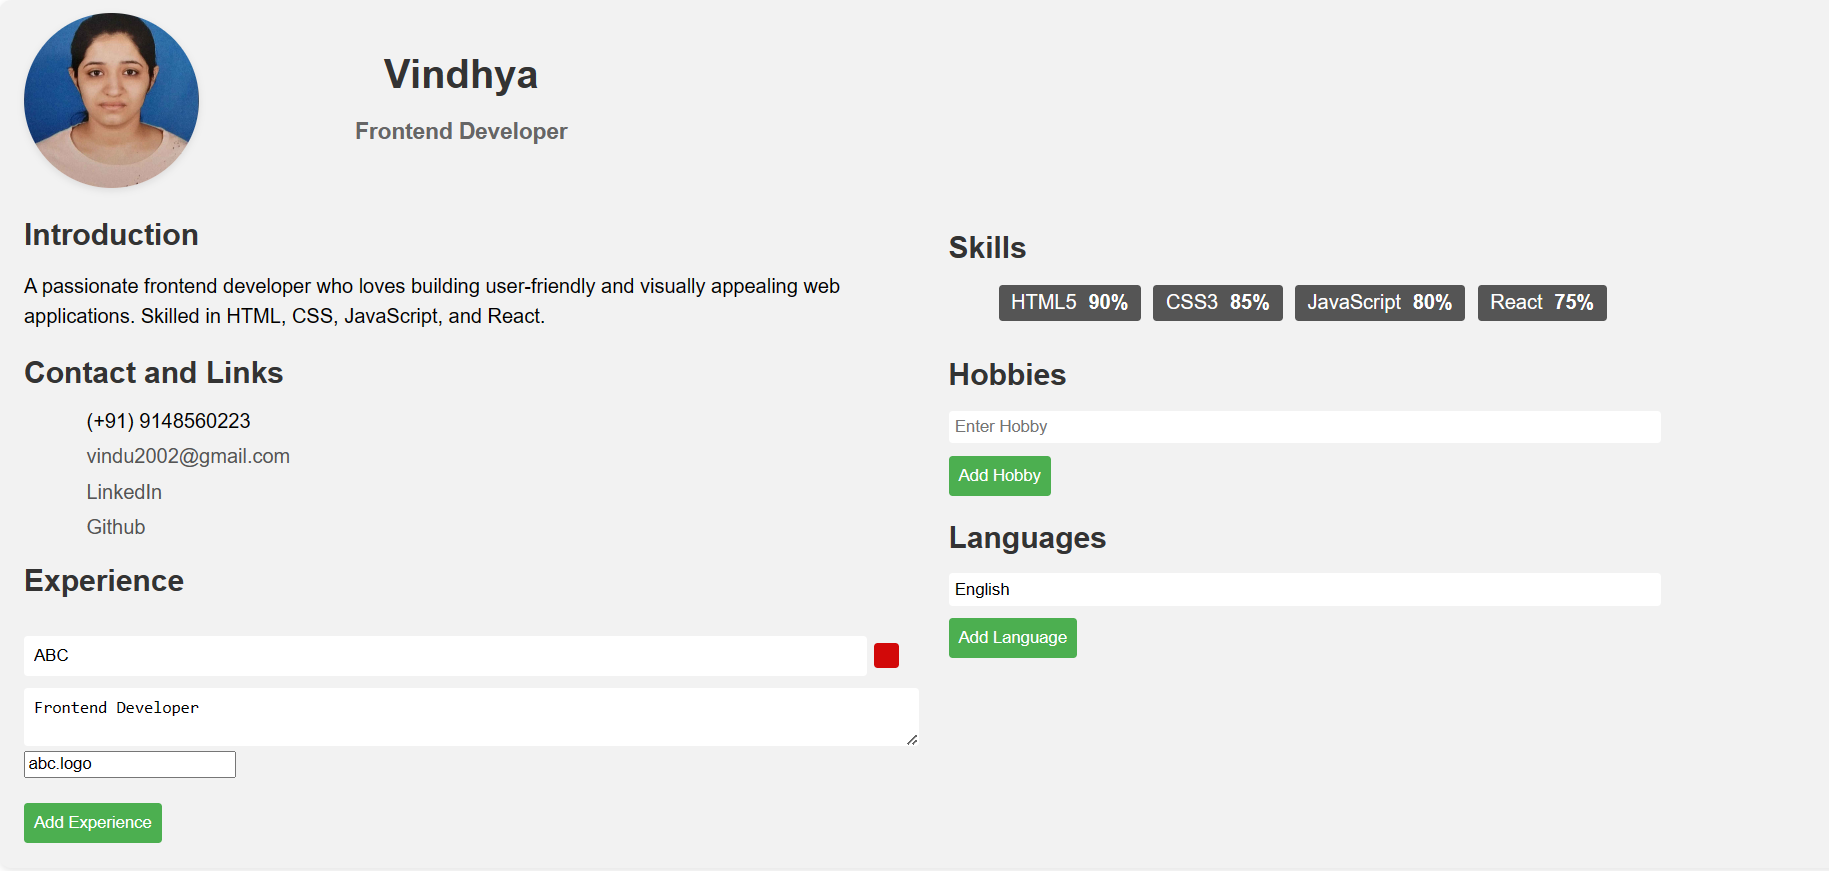 Vindhya
Frontend Developer
Introduction
A passionate frontend developer who loves building user-friendly and visually appealing web
applications. Skilled in HTML, CSS, JavaScript, and React.
Contact and Links
(+91) 9148560223
vindu2002@gmail.com
LinkedIn
Github
Experience
ABC
Frontend Developer
abc.logo
Add Experience
Skills
HTML5 90% CSS3 85% JavaScript 80% React 75%
Hobbies
Enter Hobby
Add Hobby
Languages
English
Add Language